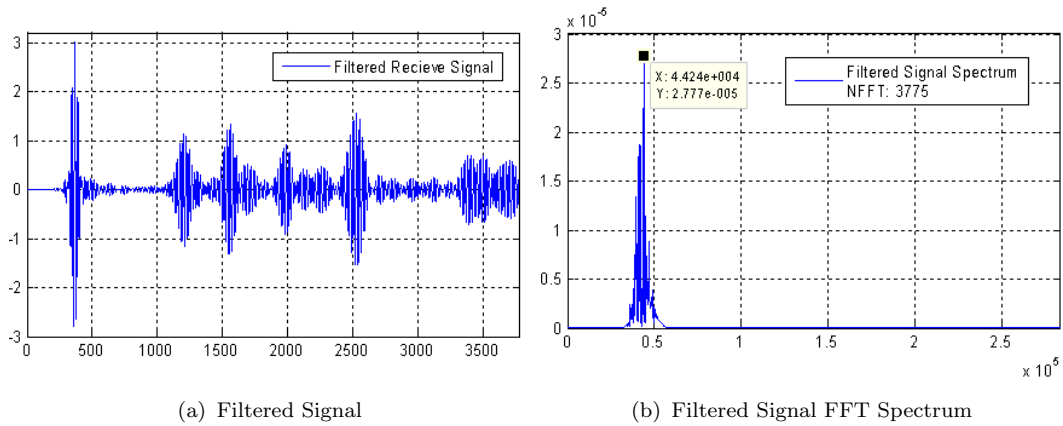 Filtered Recieve Signal
3
2
1
0
-1
-2
-3
0 500 1000 1500 2000 2500 3000 3500
(a) Filtered Signal
x 10^-5
3
2.5
2
1.5
1
0.5
0
X: 4.424e+004
Y: 2.777e-005
Filtered Signal Spectrum
NFFT: 3775
0 0.5 1 1.5 2 2.5
x 10^5
(b) Filtered Signal FFT Spectrum